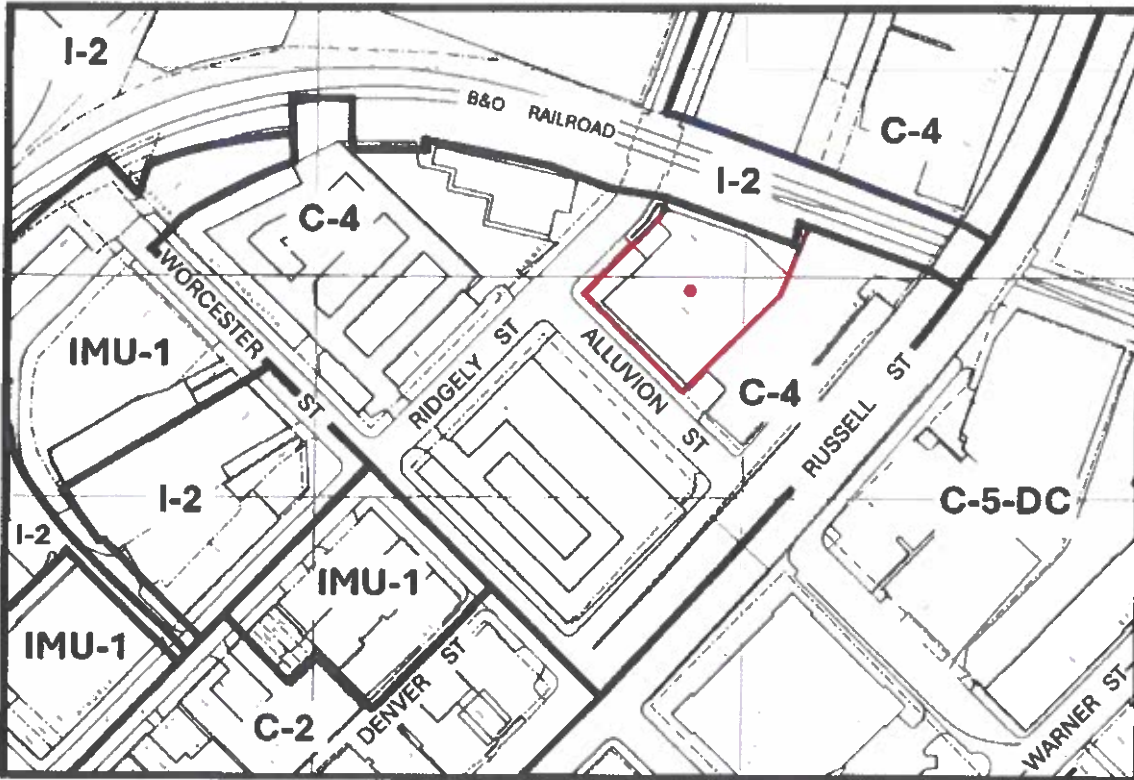 I-2
B&O RAILROAD
C-4
I-2
C-4
WORCESTER ST
IMU-1
RIDGELY ST
ALLUVION ST
C-4
RUSSELL ST
I-2
C-5-DC
I-2
IMU-1
IMU-1
C-2
DENVER ST
WARNER ST